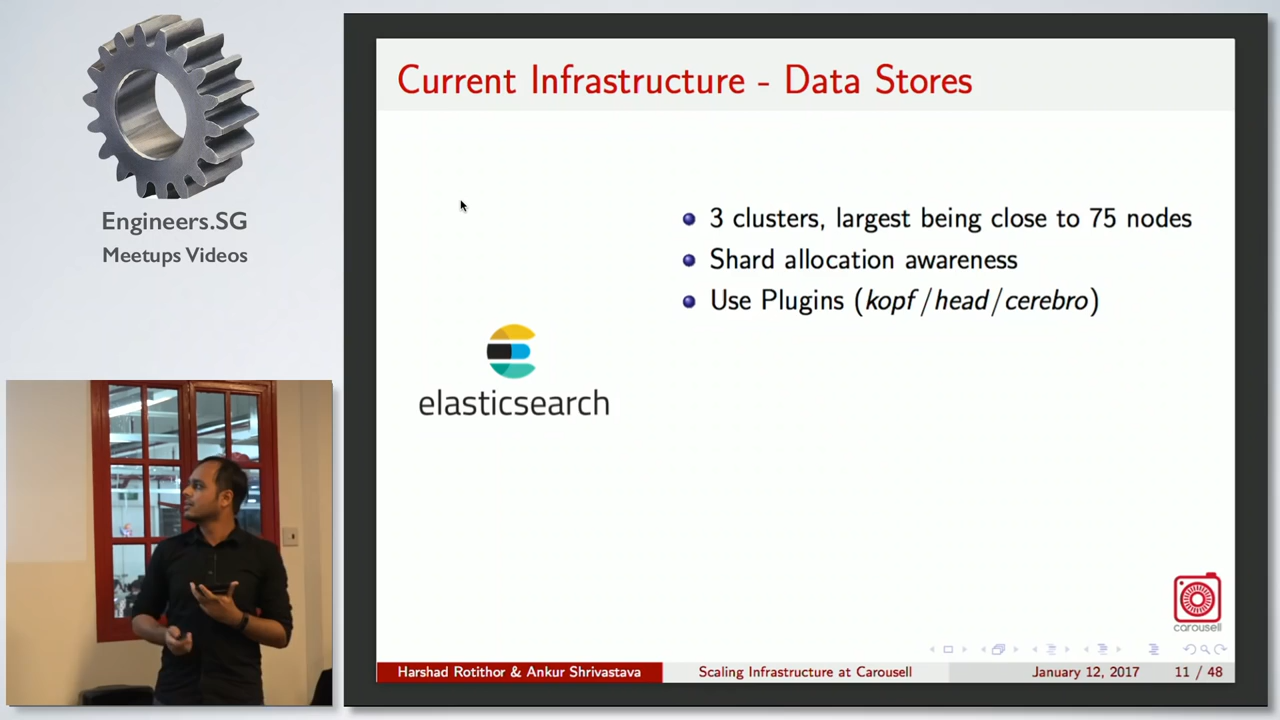 Engineers.SG
Meetups Videos
Current Infrastructure - Data Stores
3 clusters, largest being close to 75 nodes
Shard allocation awareness
Use Plugins (kopf/head/cerebro)
elasticsearch
carousell
Harshad Rotithor & Ankur Shrivastava
Scaling Infrastructure at Carousell
January 12, 2017
11 / 48